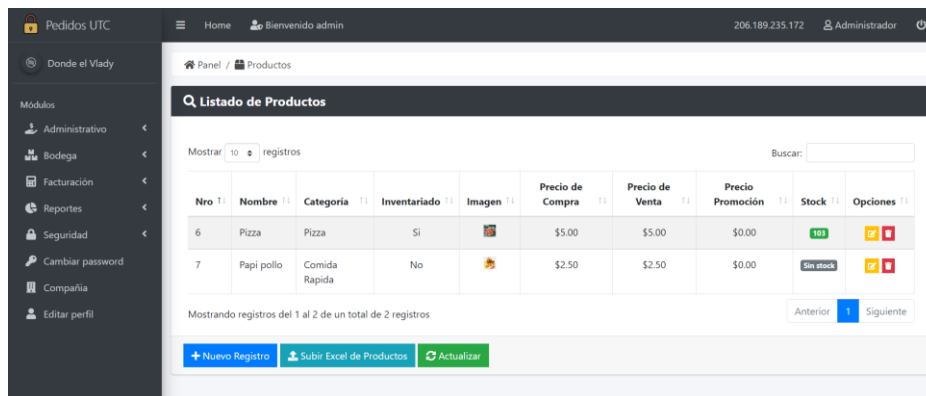 Pedidos UTC
Home Bienvenido admin 206.189.235.172 Administrador
Donde el Vlady
Panel / Productos
Módulos
Administrativo
Bodega
Facturación
Reportes
Seguridad
Cambiar password
Compañia
Editar perfil
Listado de Productos
Mostrar 10 registros Buscar:
Nro Nombre Categoría Inventariado Imagen Precio de Compra Precio de Venta Precio Promoción Stock Opciones
6 Pizza Pizza Si $5.00 $5.00 $0.00 103
7 Papi pollo Comida Rapida No $2.50 $2.50 $0.00 Sin stock
Mostrando registros del 1 al 2 de un total de 2 registros
Anterior 1 Siguiente
Nuevo Registro Subir Excel de Productos Actualizar